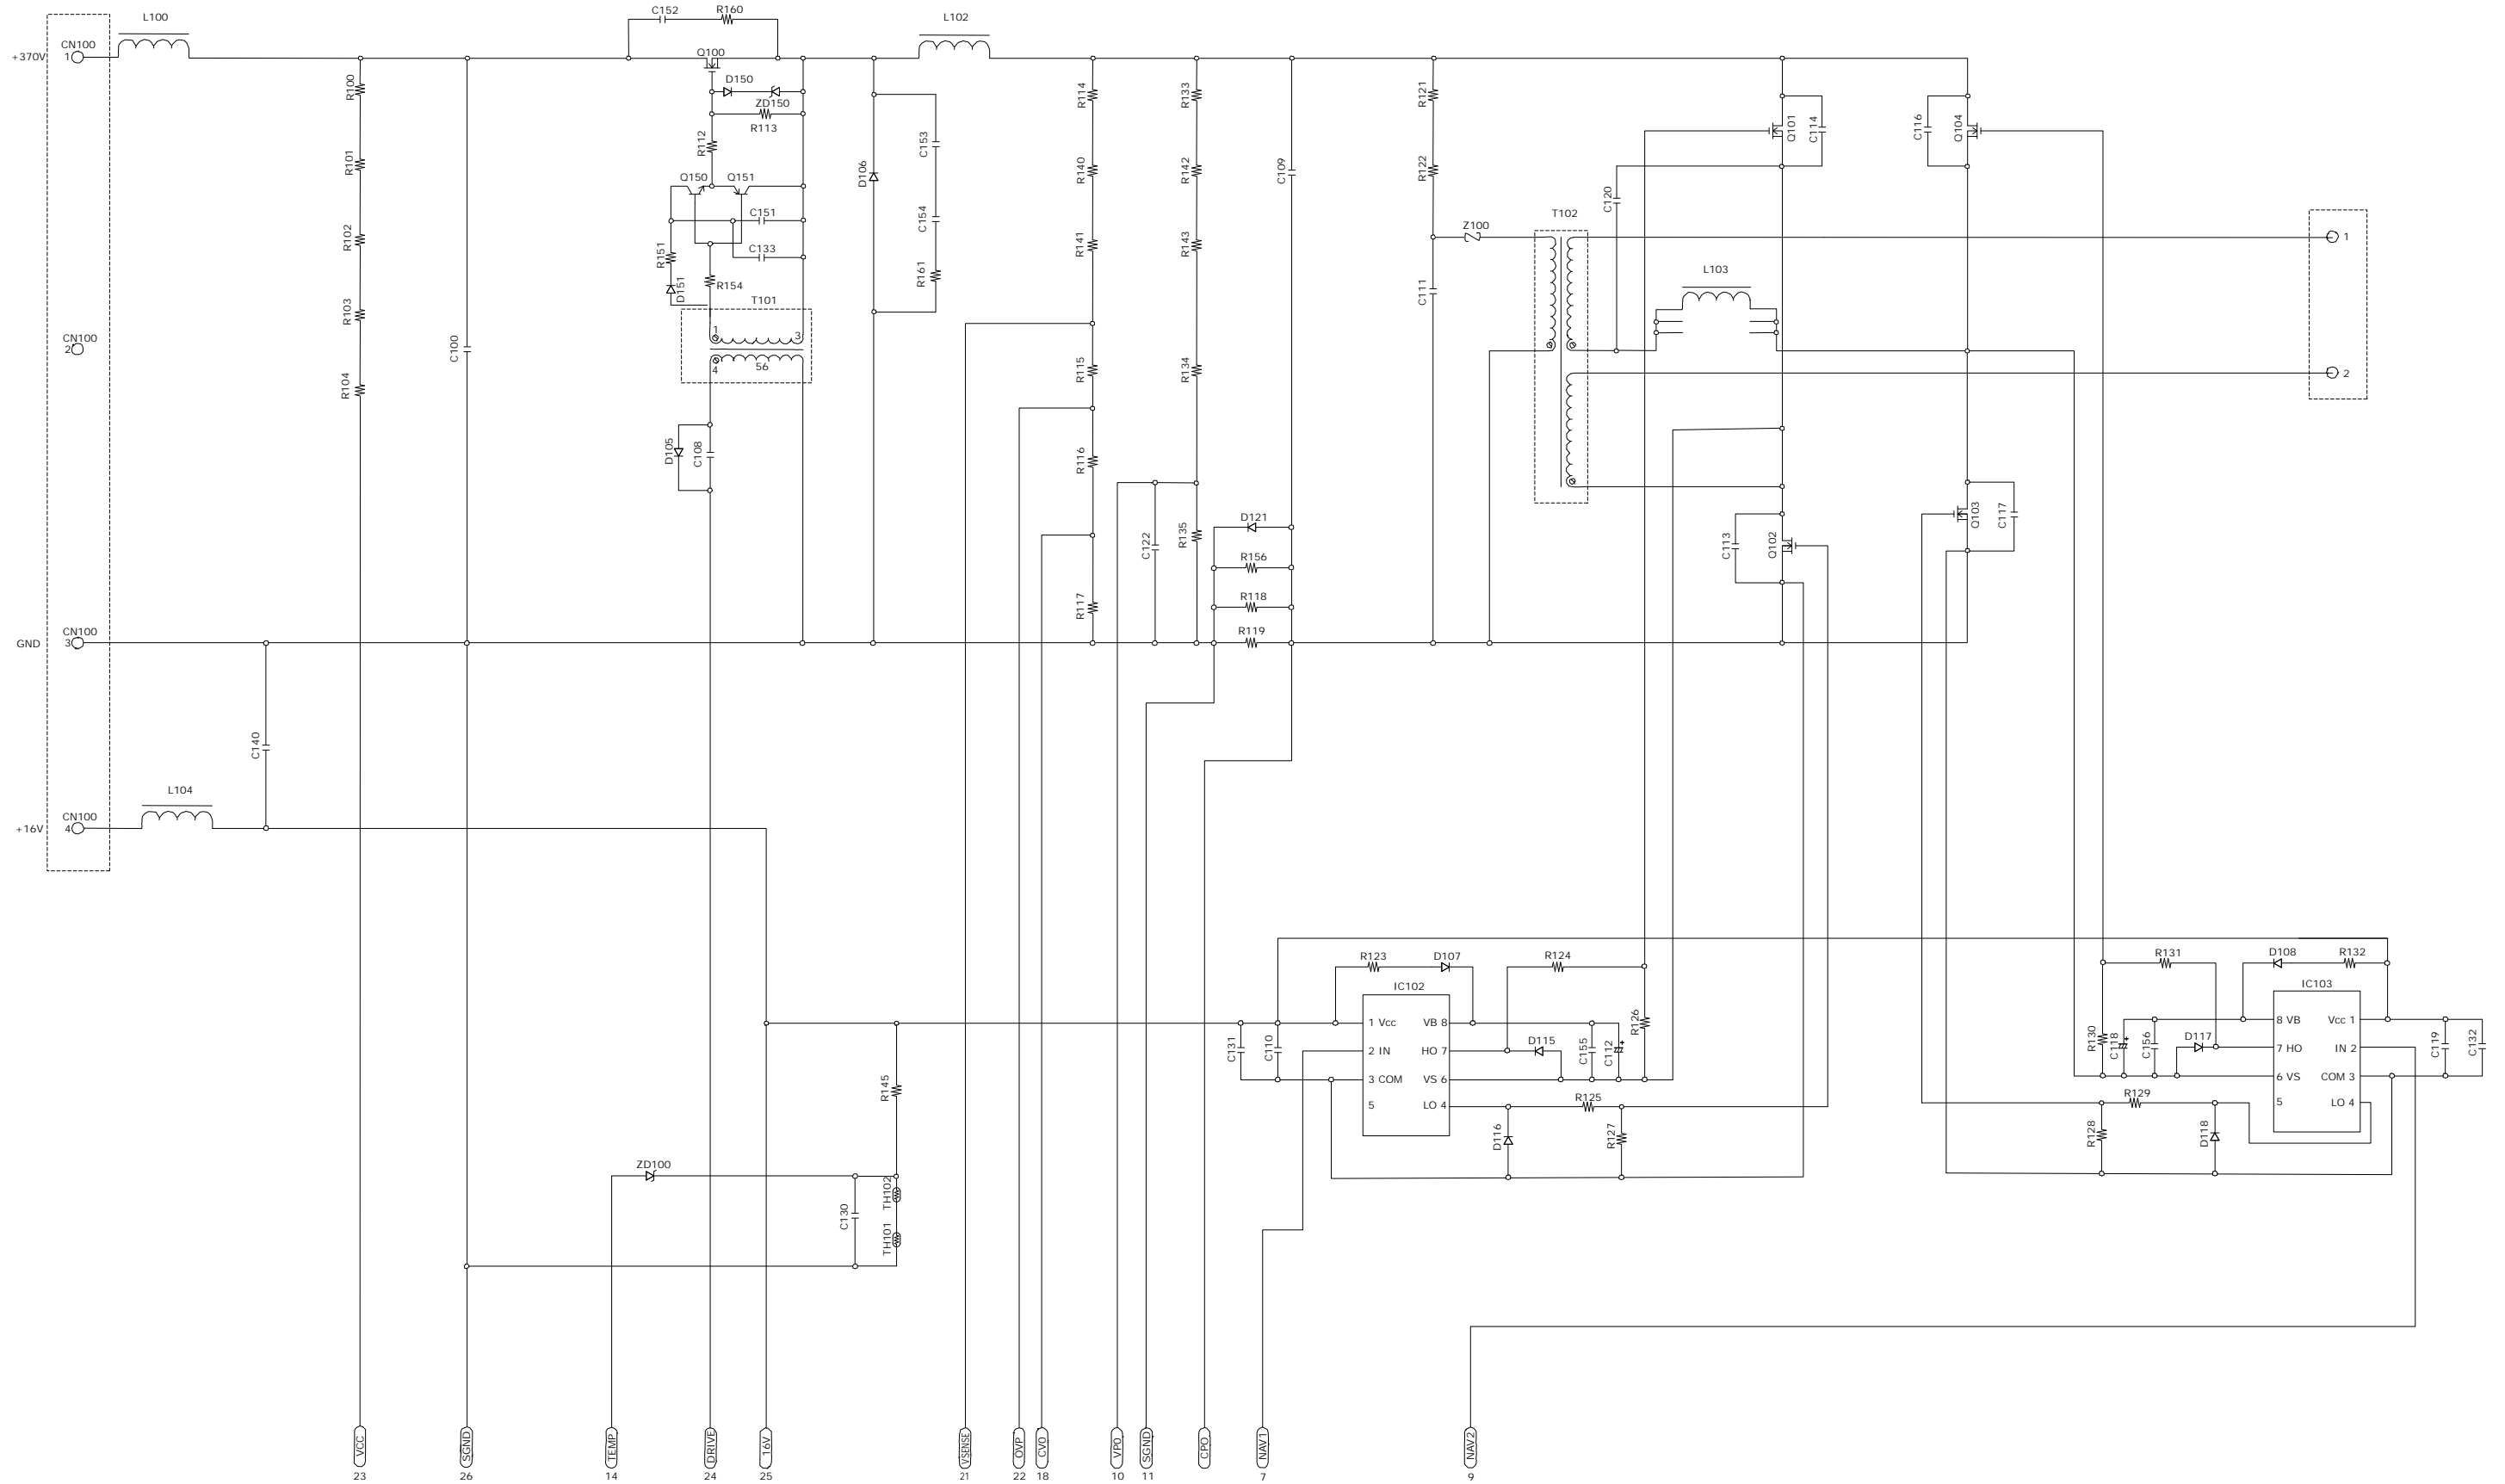 L100
C152
R160
L102
CN100
+370V
1
Q100
R100
D150
ZD150
R113
R112
R114
R133
R121
Q101
C114
C116
Q104
R101
Q150
Q151
C151
C133
R151
D151
R154
T101
1
3
4
56
D106
C153
C154
R161
R140
R142
C109
R122
C120
R102
R141
R143
Z100
T102
C111
L103
1
2
R103
CN100
2
C100
R104
R115
R134
D105
C108
R116
D121
R156
R118
R119
C122
R135
R117
C113
Q102
Q103
C117
CN100
GND
3
C140
L104
CN100
+16V
4
R123
D107
R124
IC102
1 Vcc
VB 8
2 IN
HO 7
3 COM
VS 6
5
LO 4
C131
C110
D115
C155
C112
+
R126
R125
D116
R127
R131
D108
R132
IC103
8 VB
Vcc 1
7 HO
IN 2
6 VS
COM 3
5
LO 4
R130
C118
+
C156
D117
C119
C132
R129
R128
D118
R145
ZD100
TH102
C130
TH101
VCC
SGND
TEMP
DRIVE
16V
VSENSE
OVP
CVO
VPO
SGND
CPO
NAV1
NAV2
23
26
14
24
25
21
22
18
10
11
7
9